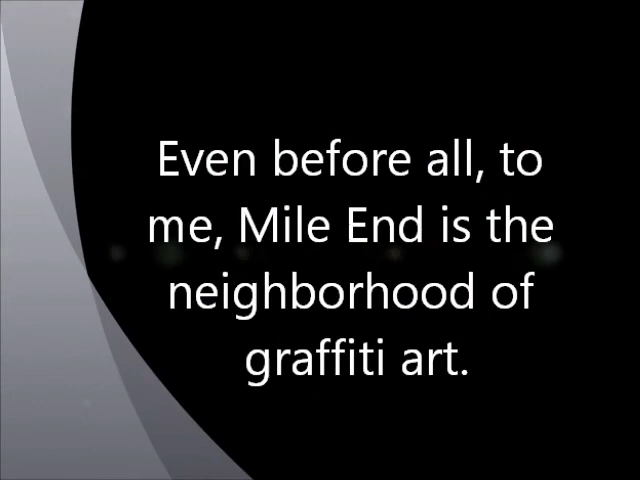 Even before all, to
me, Mile End is the
neighborhood of
graffiti art.